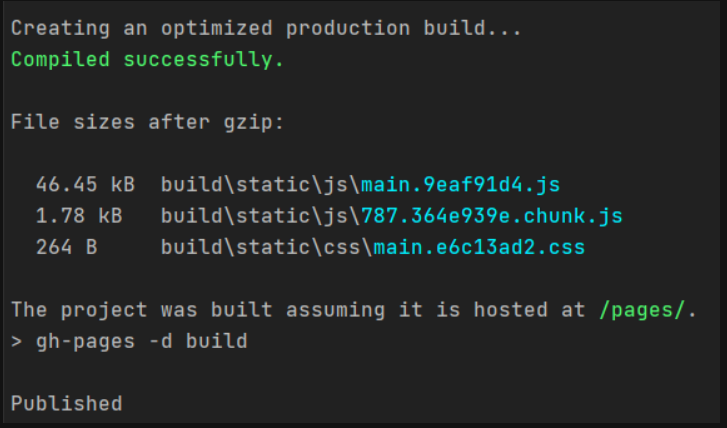 Creating an optimized production build...
Compiled successfully.
File sizes after gzip:
46.45 kB  build\static\js\main.9eaf91d4.js
1.78 kB   build\static\js\787.364e939e.chunk.js
264 B     build\static\css\main.e6c13ad2.css
The project was built assuming it is hosted at /pages/.
> gh-pages -d build
Published